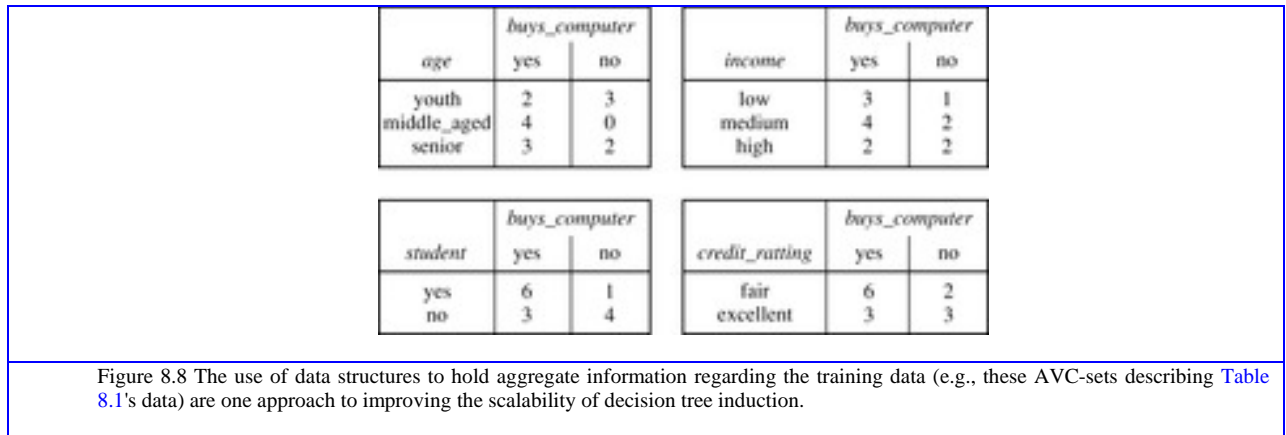 buys_computer
age yes no
youth 2 3
middle_aged 4 0
senior 3 2
buys_computer
income yes no
low 3 1
medium 4 2
high 2 2
buys_computer
student yes no
yes 6 1
no 3 4
buys_computer
credit_ratting yes no
fair 6 2
excellent 3 3
Figure 8.8 The use of data structures to hold aggregate information regarding the training data (e.g., these AVC-sets describing Table
8.1's data) are one approach to improving the scalability of decision tree induction.